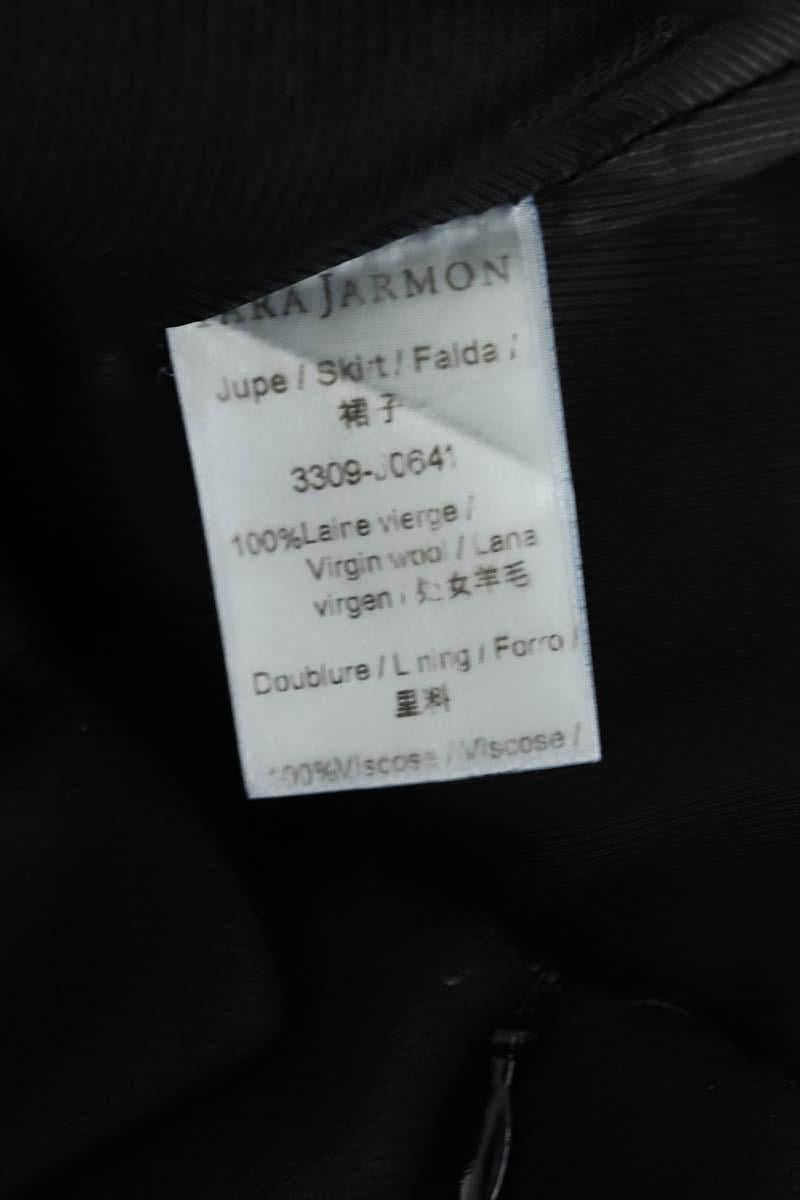 TARA JARMON
Jupe / Skirt / Falda /
裙子
3309-J0641
100%Laine vierge /
Virgin wool / Lana
virgen / 处女羊毛
Doublure / Lining / Forro /
里料
100%Viscose / Viscose /